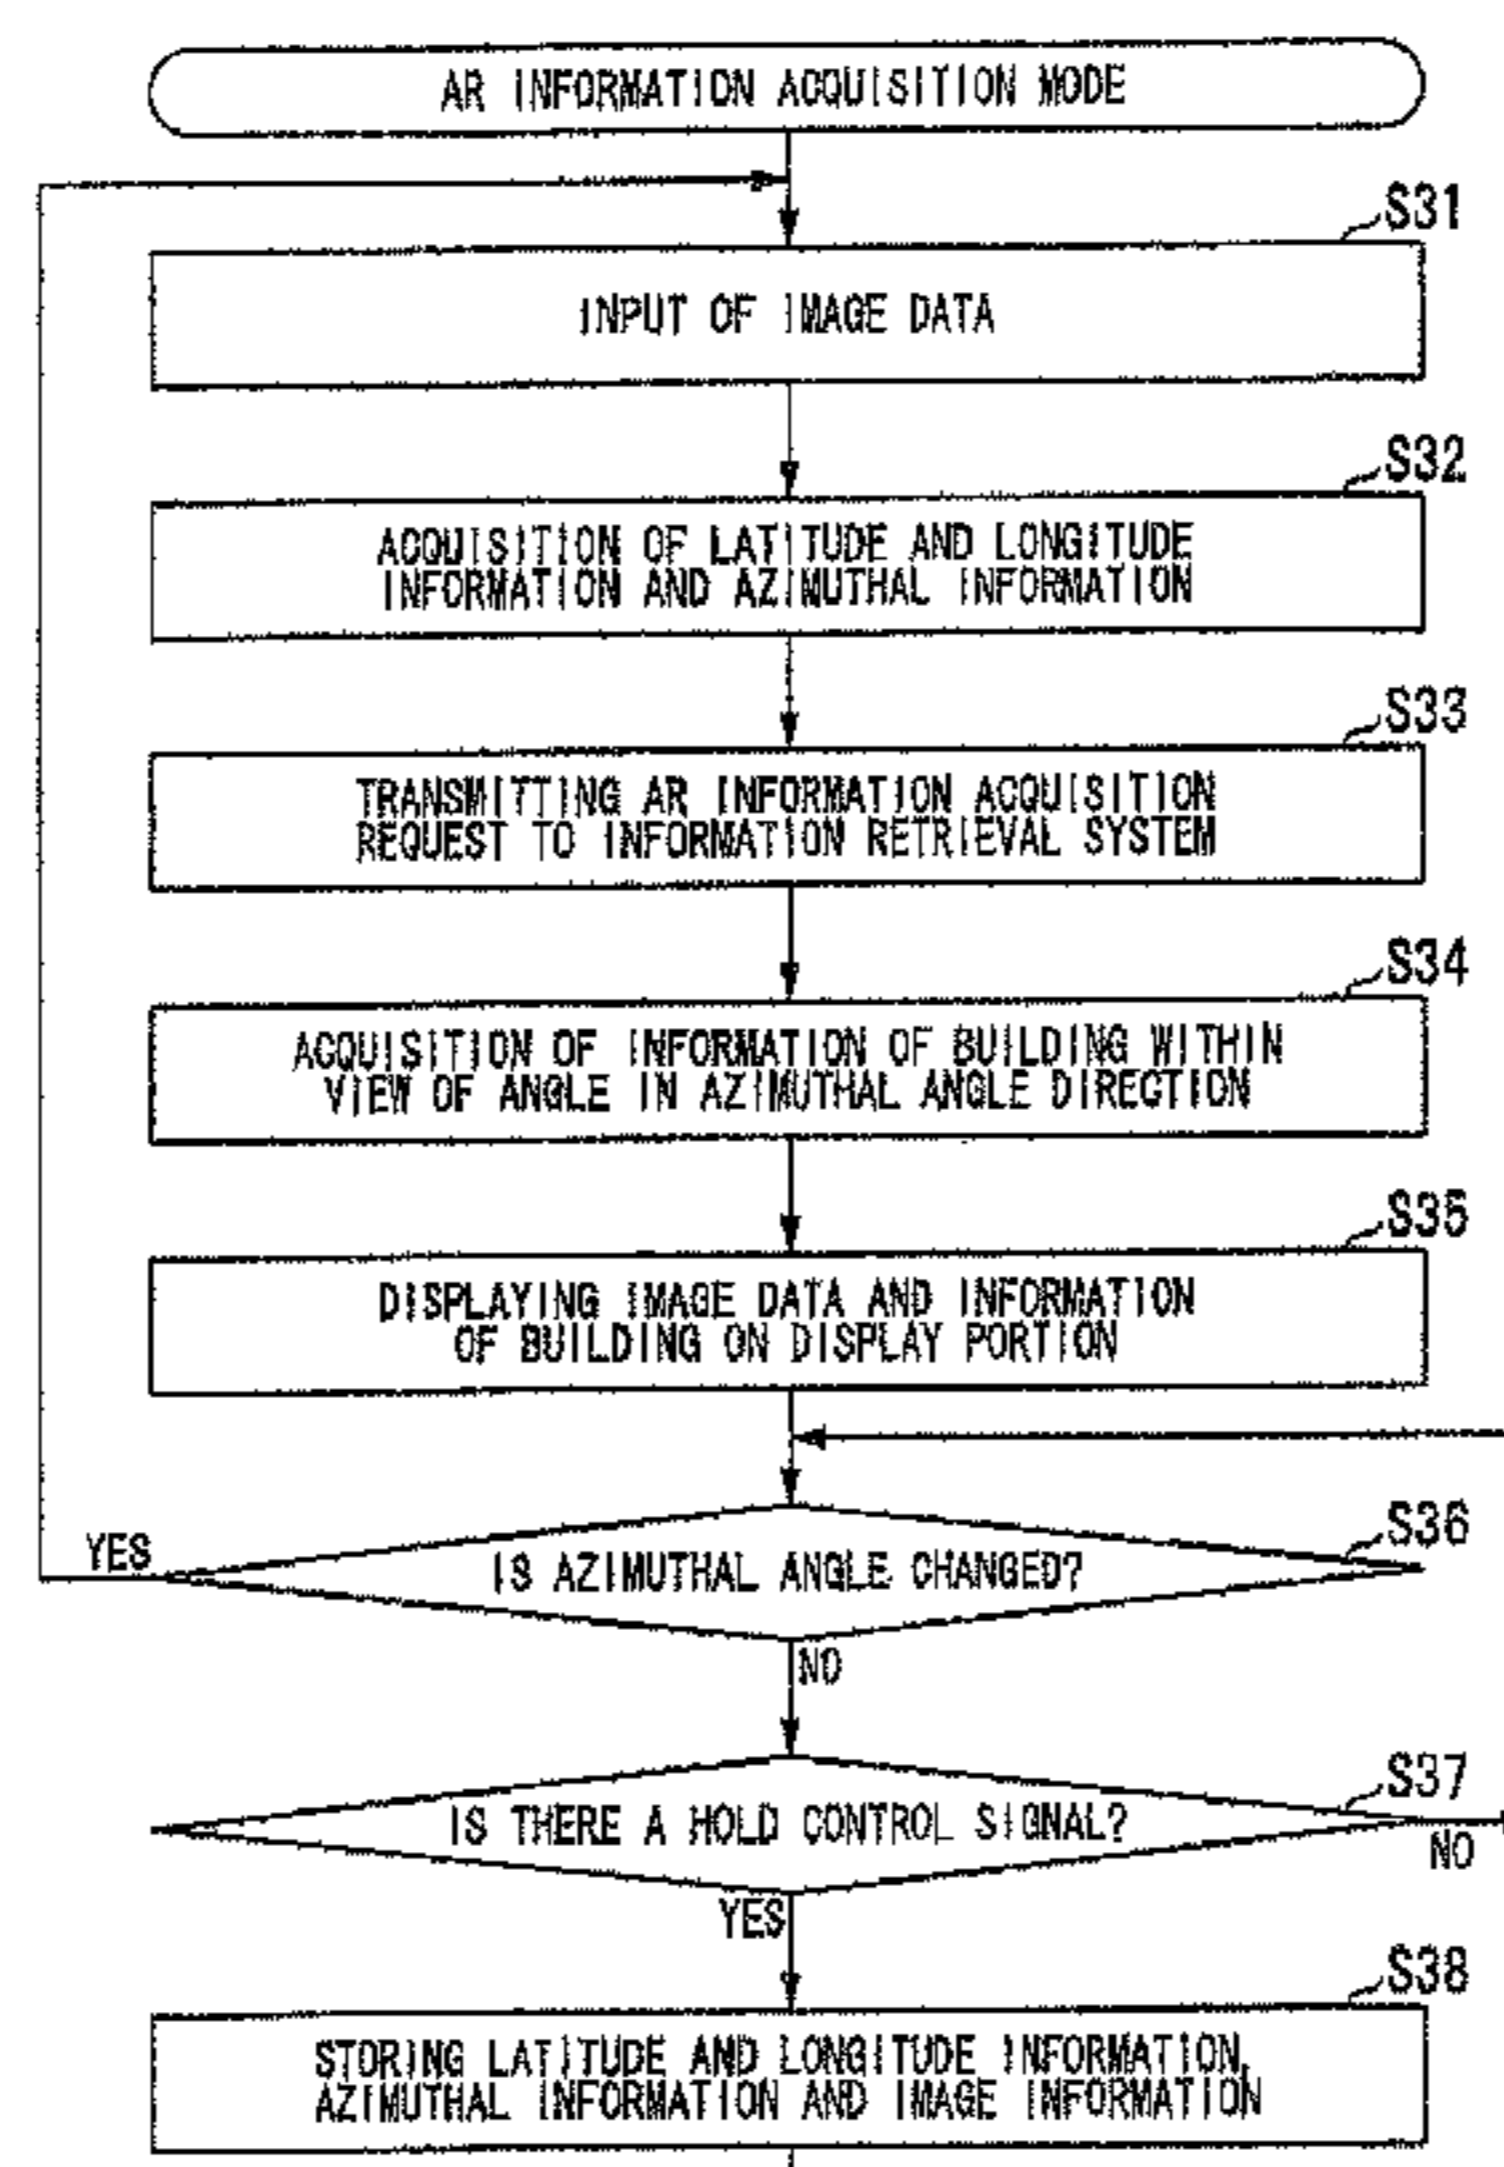 AR INFORMATION ACQUISITION MODE
S31
INPUT OF IMAGE DATA
S32
ACQUISITION OF LATITUDE AND LONGITUDE
INFORMATION AND AZIMUTHAL INFORMATION
S33
TRANSMITTING AR INFORMATION ACQUISITION
REQUEST TO INFORMATION RETRIEVAL SYSTEM
S34
ACQUISITION OF INFORMATION OF BUILDING WITHIN
VIEW OF ANGLE IN AZIMUTHAL ANGLE DIRECTION
S35
DISPLAYING IMAGE DATA AND INFORMATION
OF BUILDING ON DISPLAY PORTION
S36
YES
IS AZIMUTHAL ANGLE CHANGED?
NO
S37
IS THERE A HOLD CONTROL SIGNAL?
NO
YES
S38
STORING LATITUDE AND LONGITUDE INFORMATION,
AZIMUTHAL INFORMATION AND IMAGE INFORMATION